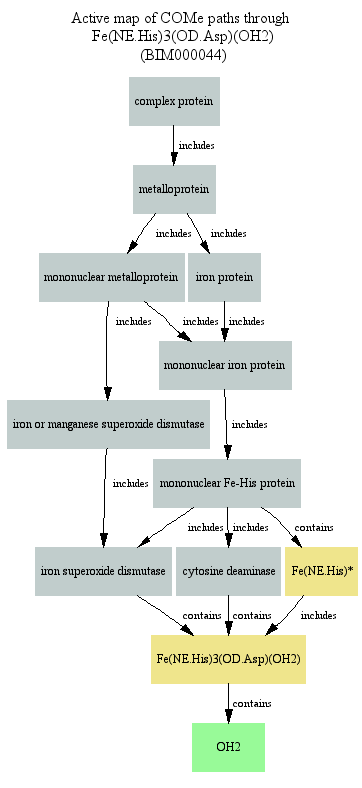 Active map of COMe paths through
Fe(NE.His)3(OD.Asp)(OH2)
(BIM000044)
complex protein
includes
metalloprotein
includes
includes
mononuclear metalloprotein
iron protein
includes
includes
includes
mononuclear iron protein
includes
iron or manganese superoxide dismutase
mononuclear Fe-His protein
includes
includes
includes
contains
iron superoxide dismutase
cytosine deaminase
Fe(NE.His)*
contains
contains
includes
Fe(NE.His)3(OD.Asp)(OH2)
contains
OH2